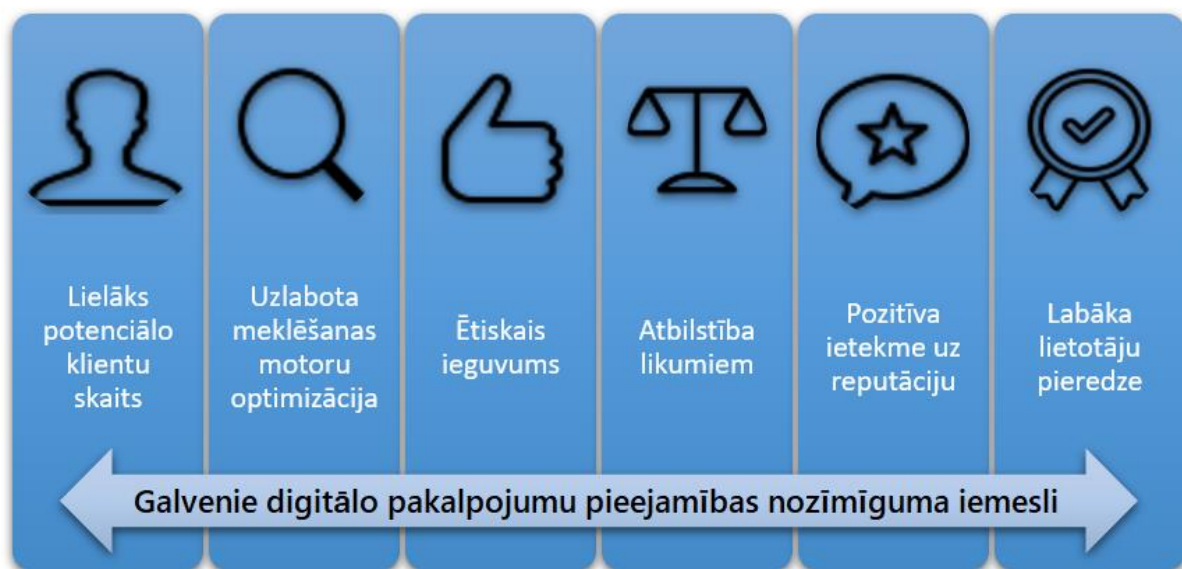 Lielāks
potenciālo
klientu
skaits
Uzlabota
meklēšanas
motoru
optimizācija
Ētiskais
ieguvums
Atbilstība
likumiem
Pozitīva
ietekme uz
reputāciju
Labāka
lietotāju
pieredze
Galvenie digitālo pakalpojumu pieejamības nozīmīguma iemesli